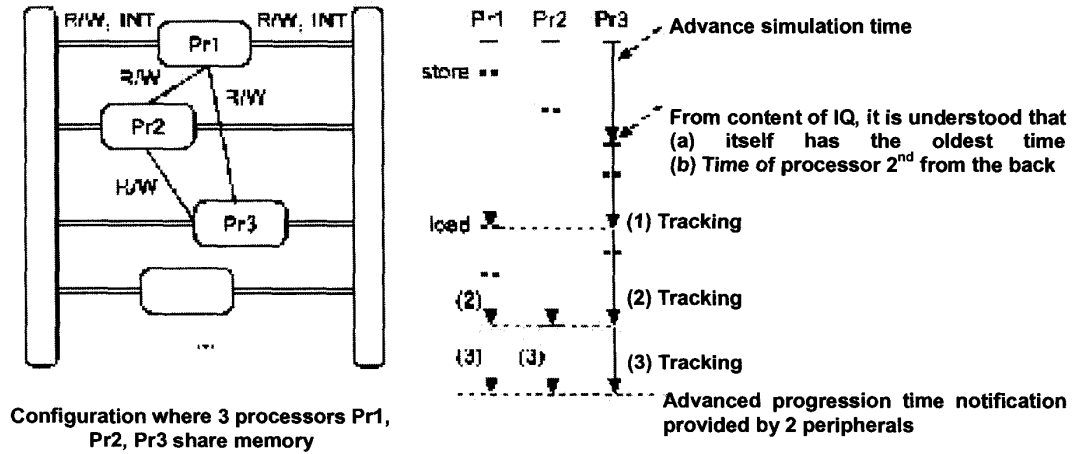 R/W, INIT R/W, INIT
Pr1
R/W
R/W
Pr2
R/W
Pr3
Configuration where 3 processors Pr1,
Pr2, Pr3 share memory
Pr1 Pr2 Pr3
Advance simulation time
store
From content of IQ, it is understood that
(a) itself has the oldest time
(b) Time of processor 2nd from the back
load
(1) Tracking
(2)
(2) Tracking
(3) (3)
(3) Tracking
Advanced progression time notification
provided by 2 peripherals